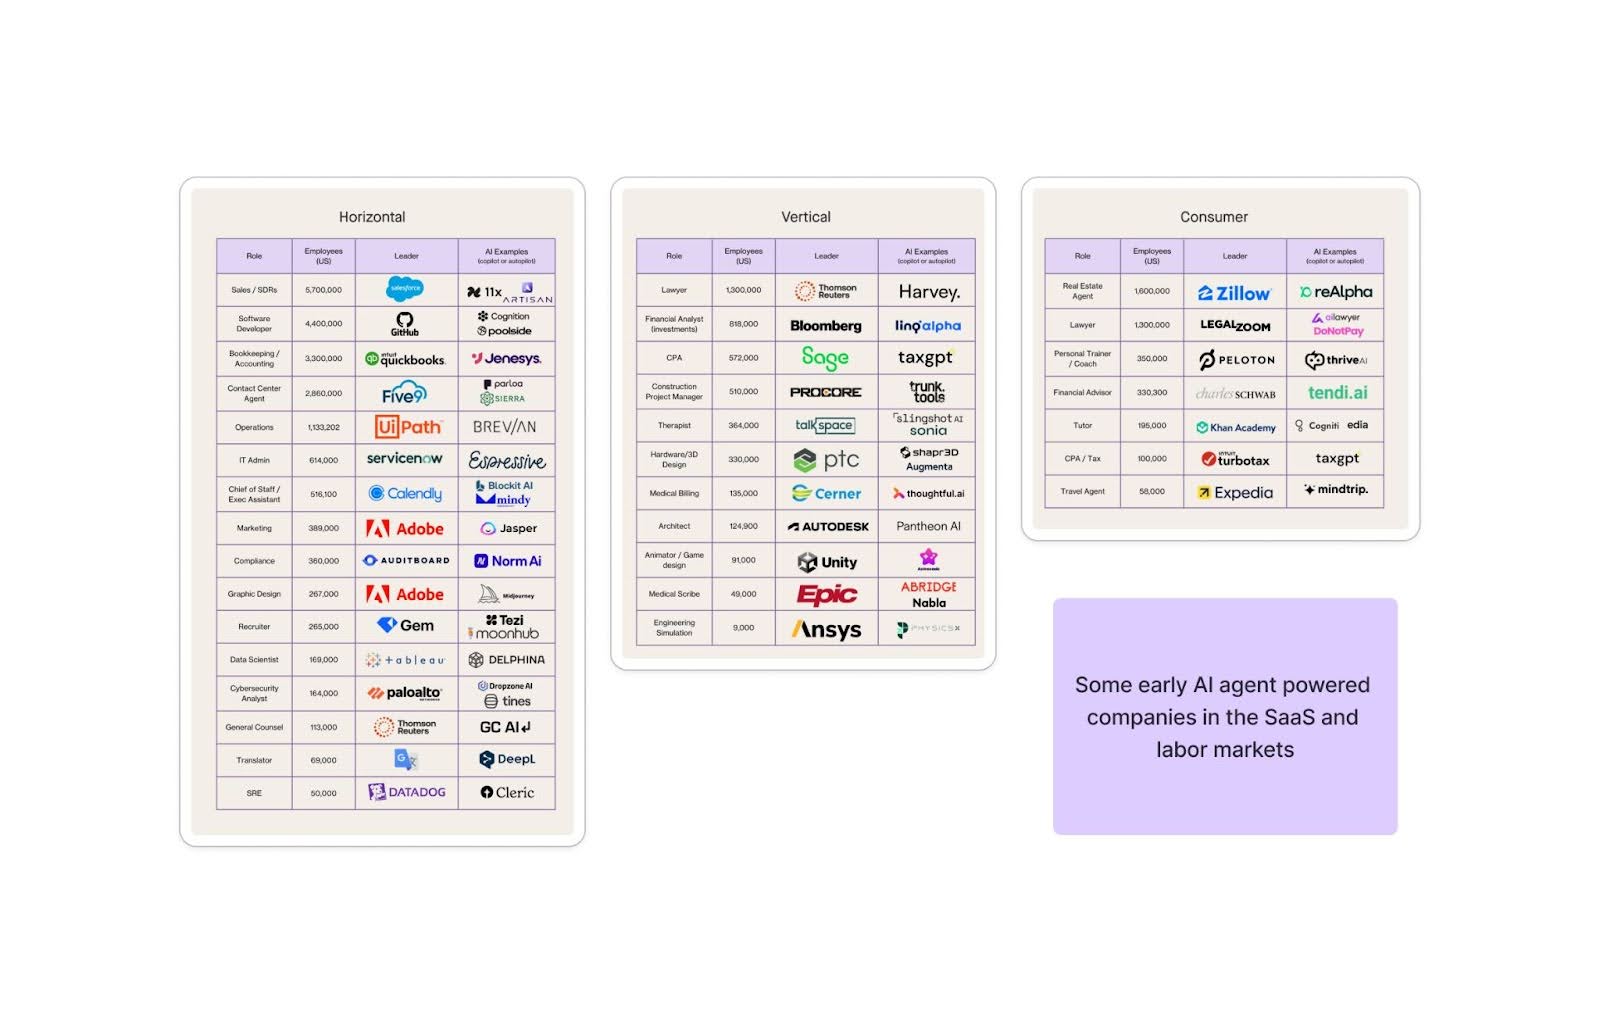 Horizontal
Role Employees (US) Leader AI Examples (copilot or autopilot)
Sales / SDRs 5,700,000 salesforce 11x ARTISAN
Software Developer 4,400,000 GitHub Cognition poolside
Bookkeeping / Accounting 3,300,000 intuit quickbooks. Jenesys.
Contact Center Agent 2,860,000 Five9 parloa SIERRA
Operations 1,133,202 UiPath BREV/AN
IT Admin 614,000 servicenow Espressive
Chief of Staff / Exec Assistant 516,100 Calendly Blockit AI mindy
Marketing 389,000 Adobe Jasper
Compliance 360,000 AUDITBOARD Norm Ai
Graphic Design 267,000 Adobe Midjourney
Recruiter 265,000 Gem Tezi moonhub
Data Scientist 169,000 +ableau DELPHINA
Cybersecurity Analyst 164,000 paloalto NETWORKS Dropzone AI tines
General Counsel 113,000 Thomson Reuters GC AI
Translator 69,000 G DeepL
SRE 50,000 DATADOG Cleric
Vertical
Role Employees (US) Leader AI Examples (copilot or autopilot)
Lawyer 1,300,000 Thomson Reuters Harvey.
Financial Analyst (investments) 818,000 Bloomberg linqalpha
CPA 572,000 Sage taxgpt
Construction Project Manager 510,000 PROCORE trunk tools
Therapist 364,000 talkspace slingshot AI sonia
Hardware/3D Design 330,000 ptc shapr3D Augmenta
Medical Billing 135,000 Cerner thoughtful.ai
Architect 124,900 AUTODESK Pantheon AI
Animator / Game design 91,000 Unity
Medical Scribe 49,000 Epic ABRIDGE Nabla
Engineering Simulation 9,000 Ansys PHYSICSX
Consumer
Role Employees (US) Leader AI Examples (copilot or autopilot)
Real Estate Agent 1,600,000 Zillow reAlpha
Lawyer 1,300,000 LEGALZOOM ailawyer DoNotPay
Personal Trainer / Coach 350,000 PELOTON thriveAI
Financial Advisor 330,300 charles SCHWAB tendi.ai
Tutor 195,000 Khan Academy Cogniti edia
CPA / Tax 100,000 INTUIT turbotax taxgpt
Travel Agent 58,000 Expedia mindtrip.
Some early AI agent powered
companies in the SaaS and
labor markets